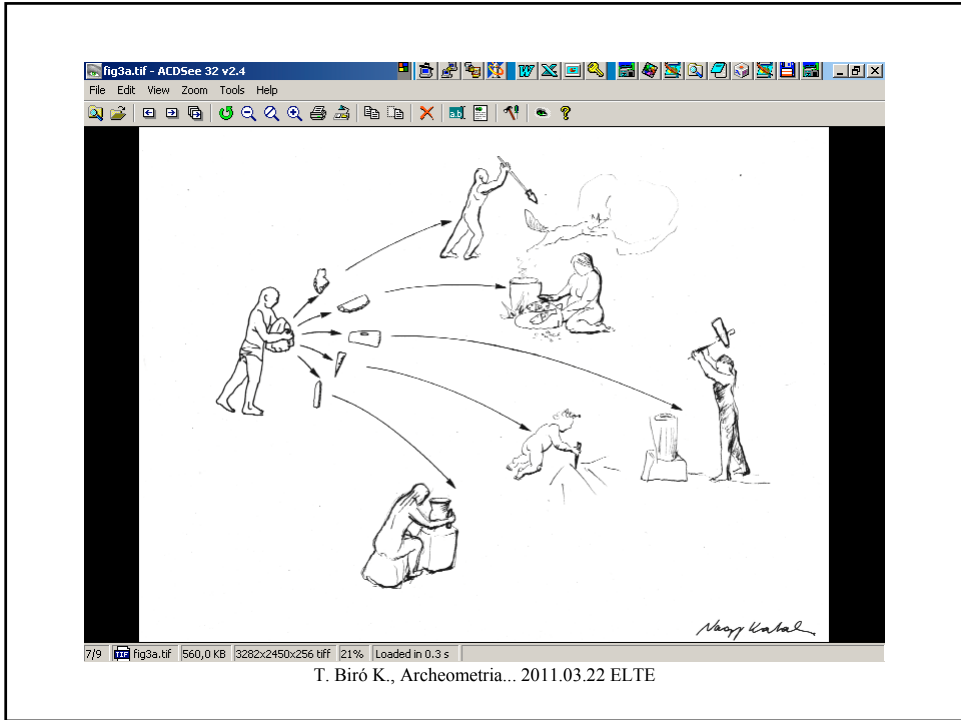 fig3a.tif - ACDSee 32 v2.4
File Edit View Zoom Tools Help
7/9 fig3a.tif 560,0 KB 3282x2450x256 tiff 21% Loaded in 0.3 s
T. Biró K., Archeometria... 2011.03.22 ELTE